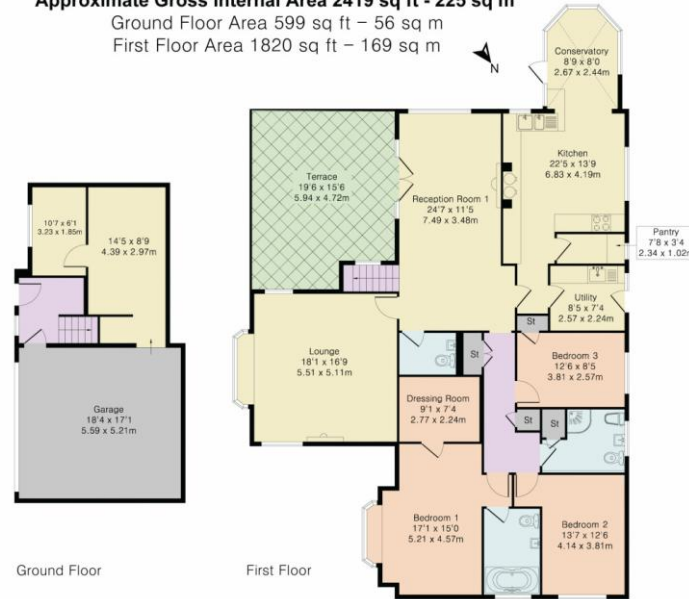 Approximate Gross Internal Area 2419 sq ft - 225 sq m
Ground Floor Area 599 sq ft – 56 sq m
First Floor Area 1820 sq ft – 169 sq m
N
Conservatory
8'9 x 8'0
2.67 x 2.44m
Kitchen
22'5 x 13'9
6.83 x 4.19m
Terrace
19'6 x 15'6
5.94 x 4.72m
Reception Room 1
24'7 x 11'5
7.49 x 3.48m
Pantry
7'8 x 3'4
2.34 x 1.02m
10'7 x 6'1
3.23 x 1.85m
14'5 x 8'9
4.39 x 2.97m
Utility
8'5 x 7'4
2.57 x 2.24m
St
Lounge
18'1 x 16'9
5.51 x 5.11m
St
Bedroom 3
12'6 x 8'5
3.81 x 2.57m
Dressing Room
9'1 x 7'4
2.77 x 2.24m
St
St
Garage
18'4 x 17'1
5.59 x 5.21m
Bedroom 1
17'1 x 15'0
5.21 x 4.57m
Bedroom 2
13'7 x 12'6
4.14 x 3.81m
Ground Floor
First Floor